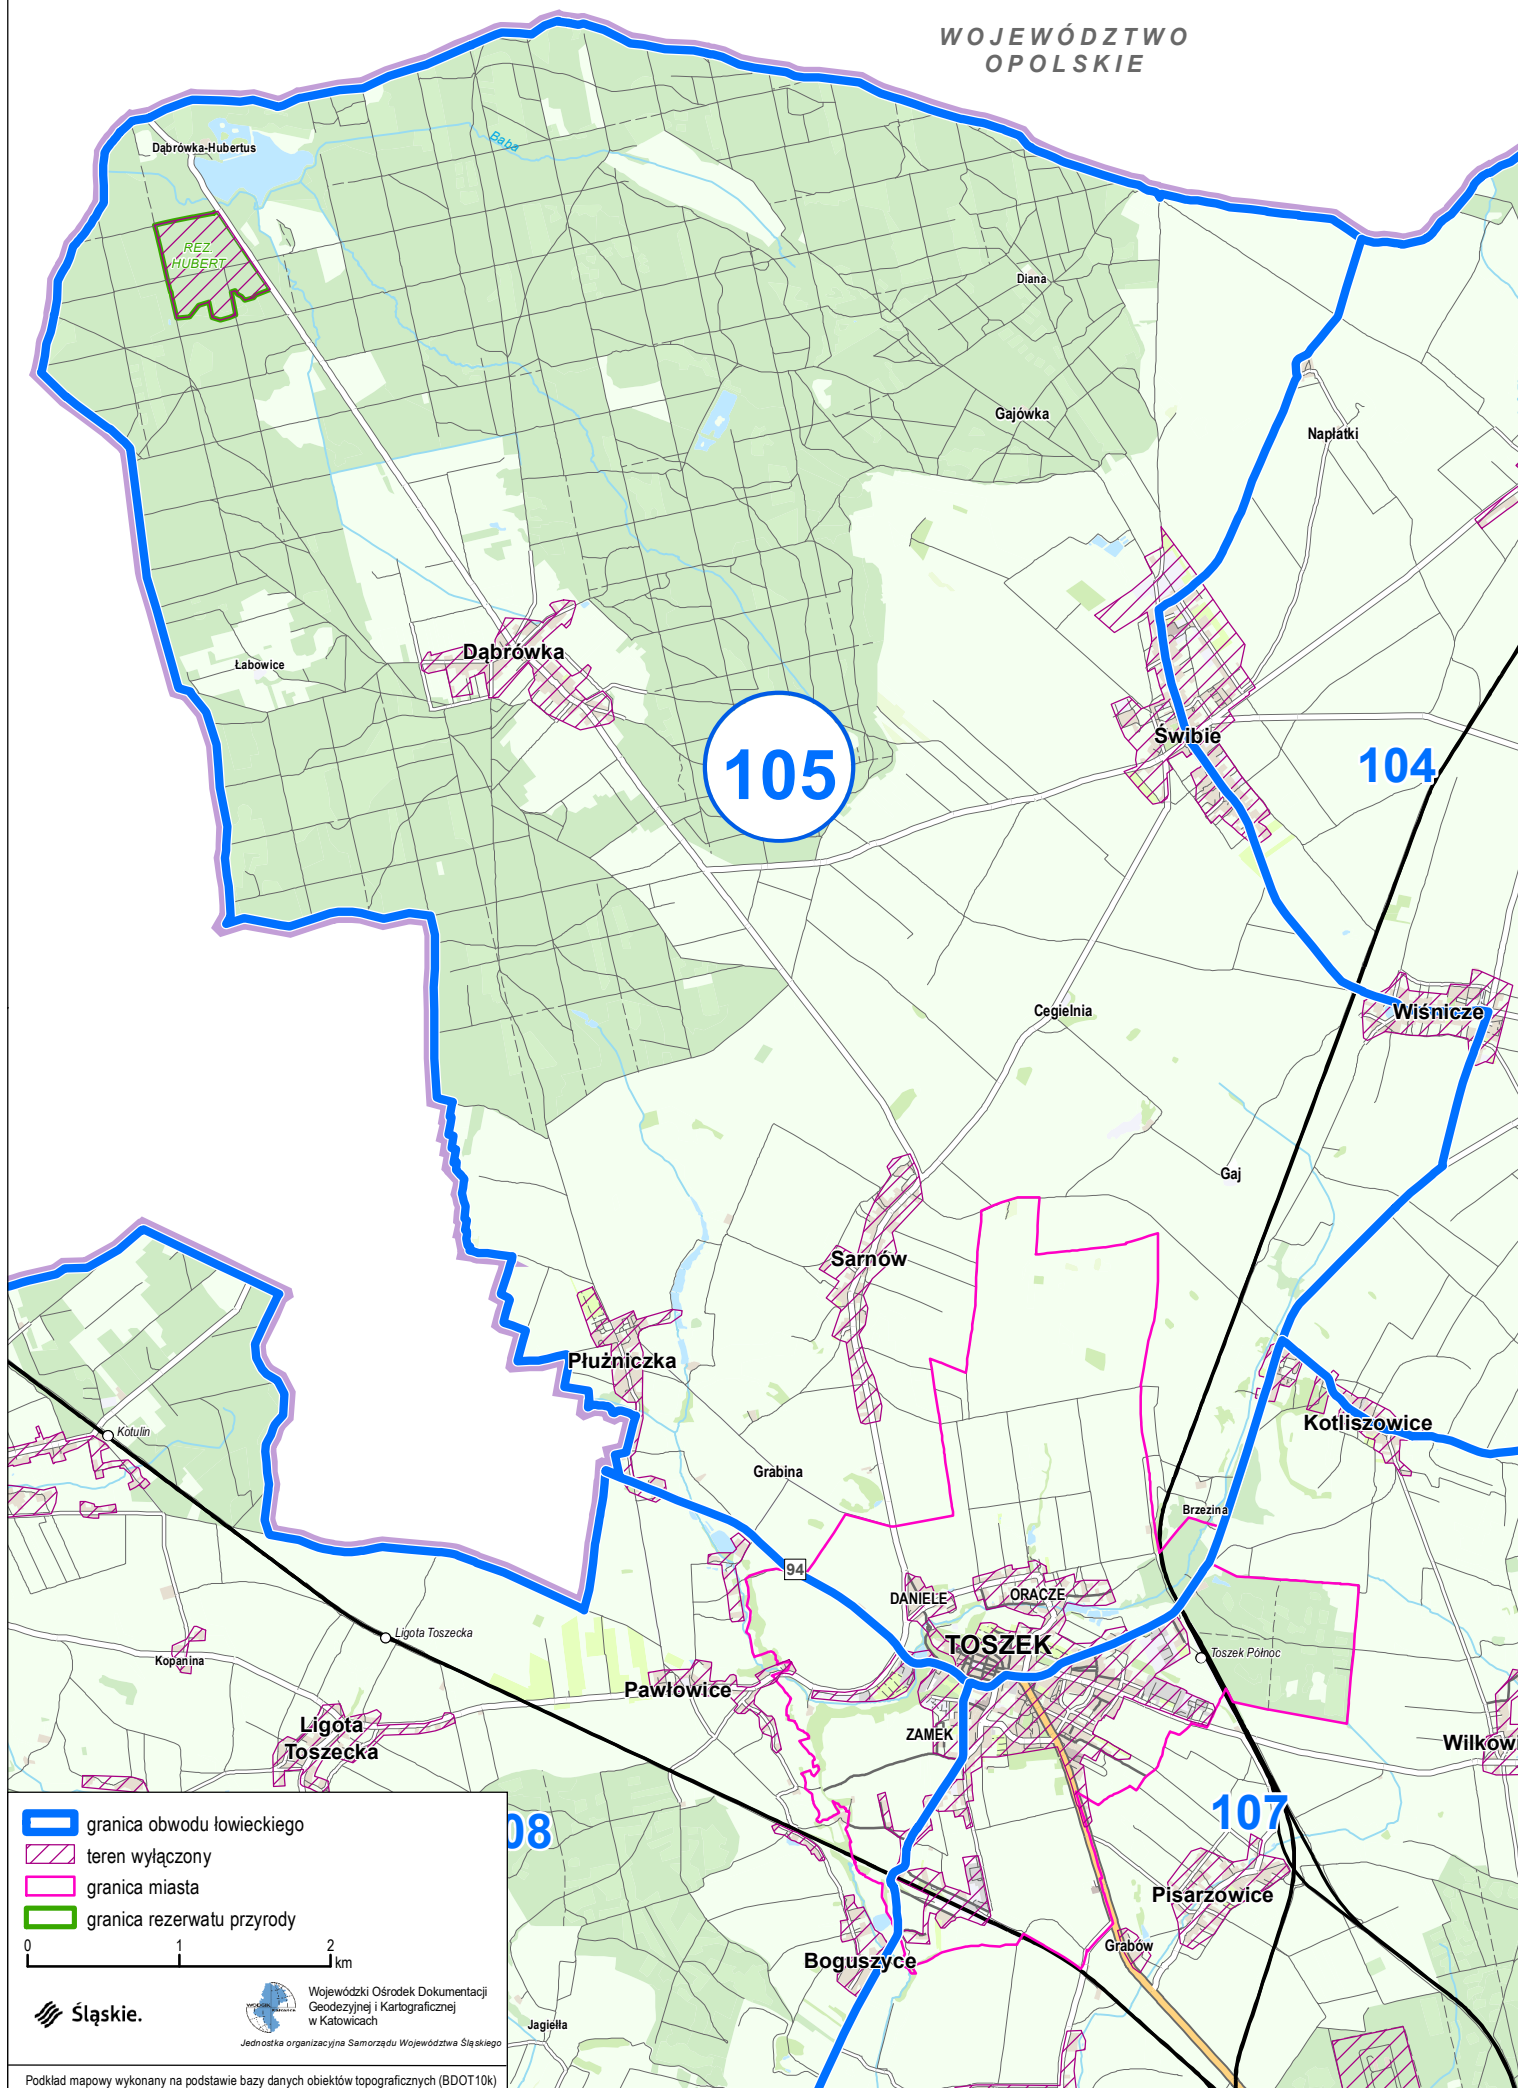 WOJEWÓDZTWO
OPOLSKIE
Baba
Dąbrówka-Hubertus
REZ.
HUBERT
Diana
Gajówka
Napłatki
Dąbrówka
Łabowice
105
Świbie
104
Cegielnia
Wiśnicze
Gaj
Sarnów
Płużniczka
Kotliszowice
Kotulin
Grabina
Brzezina
94
DANIELE
ORACZE
TOSZEK
Ligota Toszecka
Toszek Północ
Kopanina
Pawłowice
Ligota
Toszecka
ZAMEK
Wilkowi
107
08
Pisarzowice
Grabów
Boguszyce
Jagiełła
granica obwodu łowieckiego
teren wyłączony
granica miasta
granica rezerwatu przyrody
0 1 2
km
Śląskie.
WODGIK KATOWICE
Wojewódzki Ośrodek Dokumentacji
Geodezyjnej i Kartograficznej
w Katowicach
Jednostka organizacyjna Samorządu Województwa Śląskiego
Podkład mapowy wykonany na podstawie bazy danych obiektów topograficznych (BDOT10k)